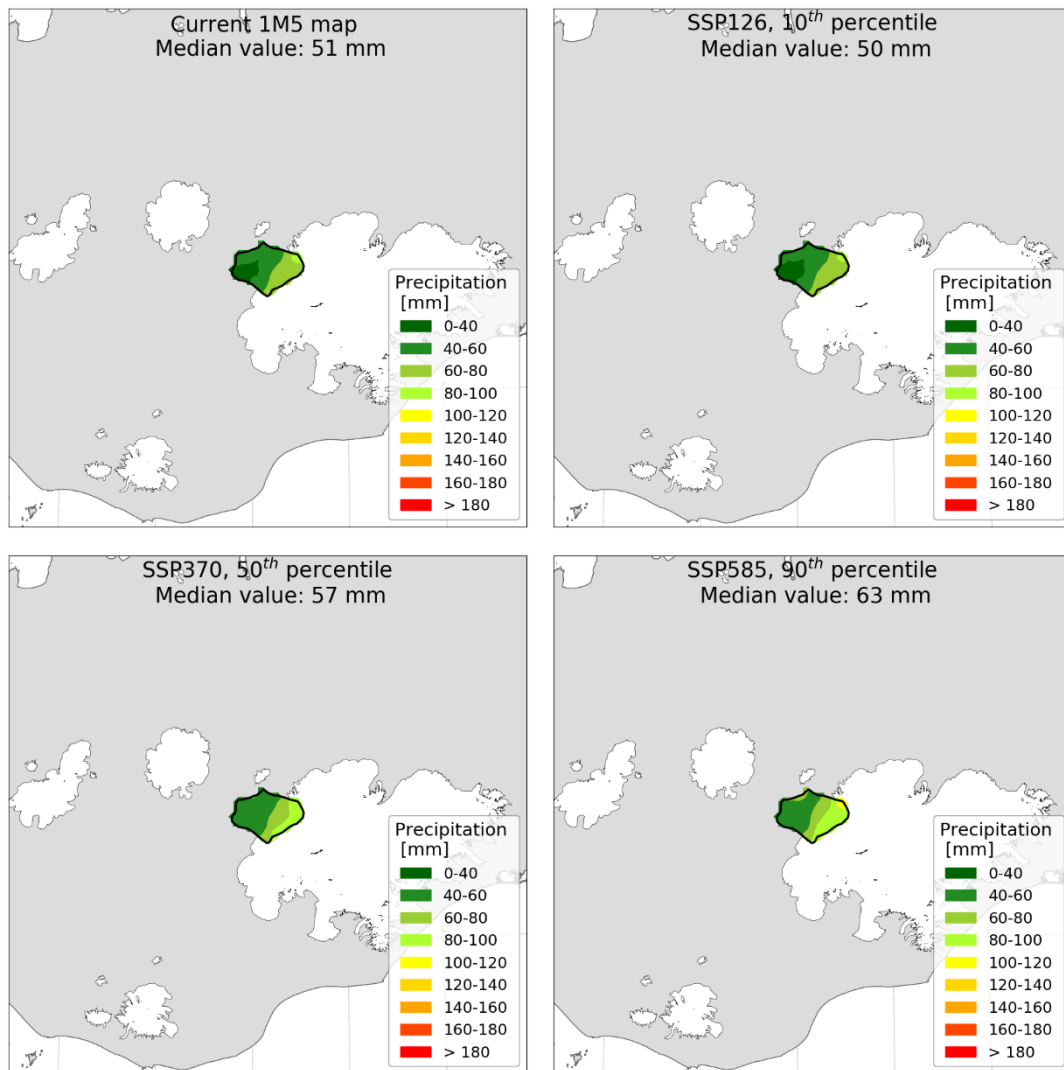 Current 1M5 map
Median value: 51 mm
Precipitation
[mm]
0-40
40-60
60-80
80-100
100-120
120-140
140-160
160-180
> 180
SSP126, 10th percentile
Median value: 50 mm
Precipitation
[mm]
0-40
40-60
60-80
80-100
100-120
120-140
140-160
160-180
> 180
SSP370, 50th percentile
Median value: 57 mm
Precipitation
[mm]
0-40
40-60
60-80
80-100
100-120
120-140
140-160
160-180
> 180
SSP585, 90th percentile
Median value: 63 mm
Precipitation
[mm]
0-40
40-60
60-80
80-100
100-120
120-140
140-160
160-180
> 180